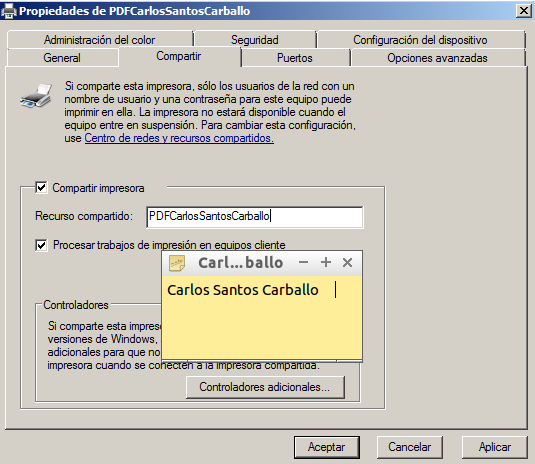 Propiedades de PDFCarlosSantosCarballo
Administración del color
Seguridad
Configuración del dispositivo
General
Compartir
Puertos
Opciones avanzadas
Si comparte esta impresora, sólo los usuarios de la red con un
nombre de usuario y una contraseña para este equipo puede
imprimir en ella. La impresora no estará disponible cuando el
equipo entre en suspensión. Para cambiar esta configuración,
use Centro de redes y recursos compartidos.
Compartir impresora
Recurso compartido:
PDFCarlosSantosCarballo
Procesar trabajos de impresión en equipos cliente
Carl...ballo
Carlos Santos Carballo
Controladores
Si comparte esta
versiones de Windows,
adicionales para que
impresora cuando se conecten a la impresora compartida.
Controladores adicionales...
Aceptar
Cancelar
Aplicar